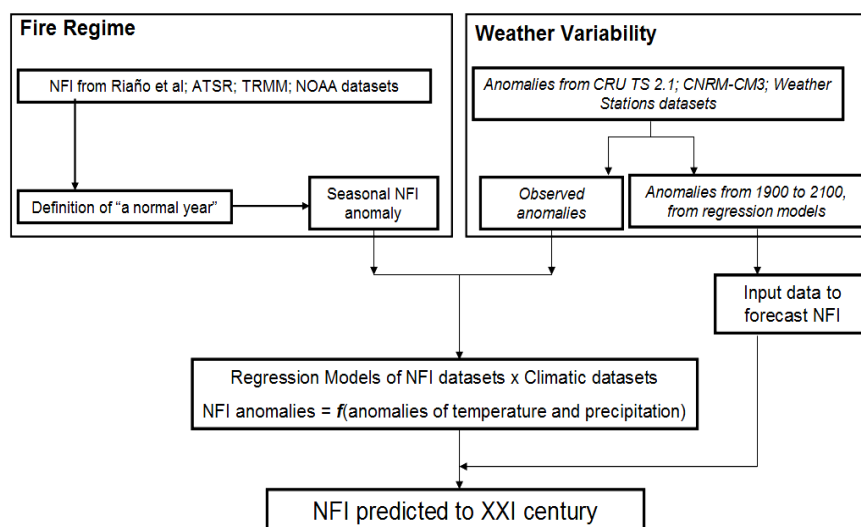 Fire Regime
NFI from Riaño et al; ATSR; TRMM; NOAA datasets
Definition of “a normal year”
Seasonal NFI
anomaly
Weather Variability
Anomalies from CRU TS 2.1; CNRM-CM3; Weather
Stations datasets
Observed
anomalies
Anomalies from 1900 to 2100,
from regression models
Input data to
forecast NFI
Regression Models of NFI datasets x Climatic datasets
NFI anomalies = f(anomalies of temperature and precipitation)
NFI predicted to XXI century